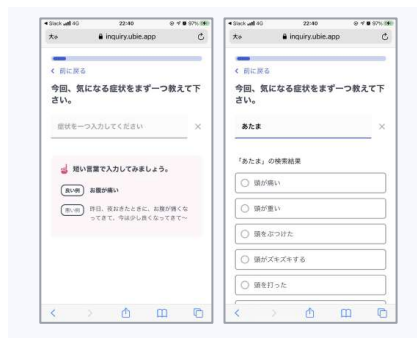 Slack 4G 22:40 97%
大小 inquiry.ubie.app
前に戻る
今回、気になる症状をまず一つ教えて下
さい。
症状を一つ入力してください
短い言葉で入力してみましょう。
良い例 お腹が痛い
悪い例 昨日、夜おきたときに、お腹が痛くな
ってきて、今は少し良くなってきて〜
Slack 4G 22:40 97%
大小 inquiry.ubie.app
前に戻る
今回、気になる症状をまず一つ教えて下
さい。
あたま
「あたま」の検索結果
頭が痛い
頭が重い
頭をぶつけた
頭がズキズキする
頭を打った